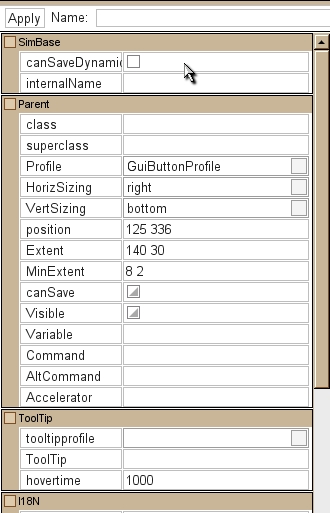 Apply Name:
SimBase
canSaveDynamic
internalName
Parent
class
superclass
Profile GuiButtonProfile
HorizSizing right
VertSizing bottom
position 125 336
Extent 140 30
MinExtent 8 2
canSave
Visible
Variable
Command
AltCommand
Accelerator
ToolTip
tooltipprofile
ToolTip
hovertime 1000
I18N